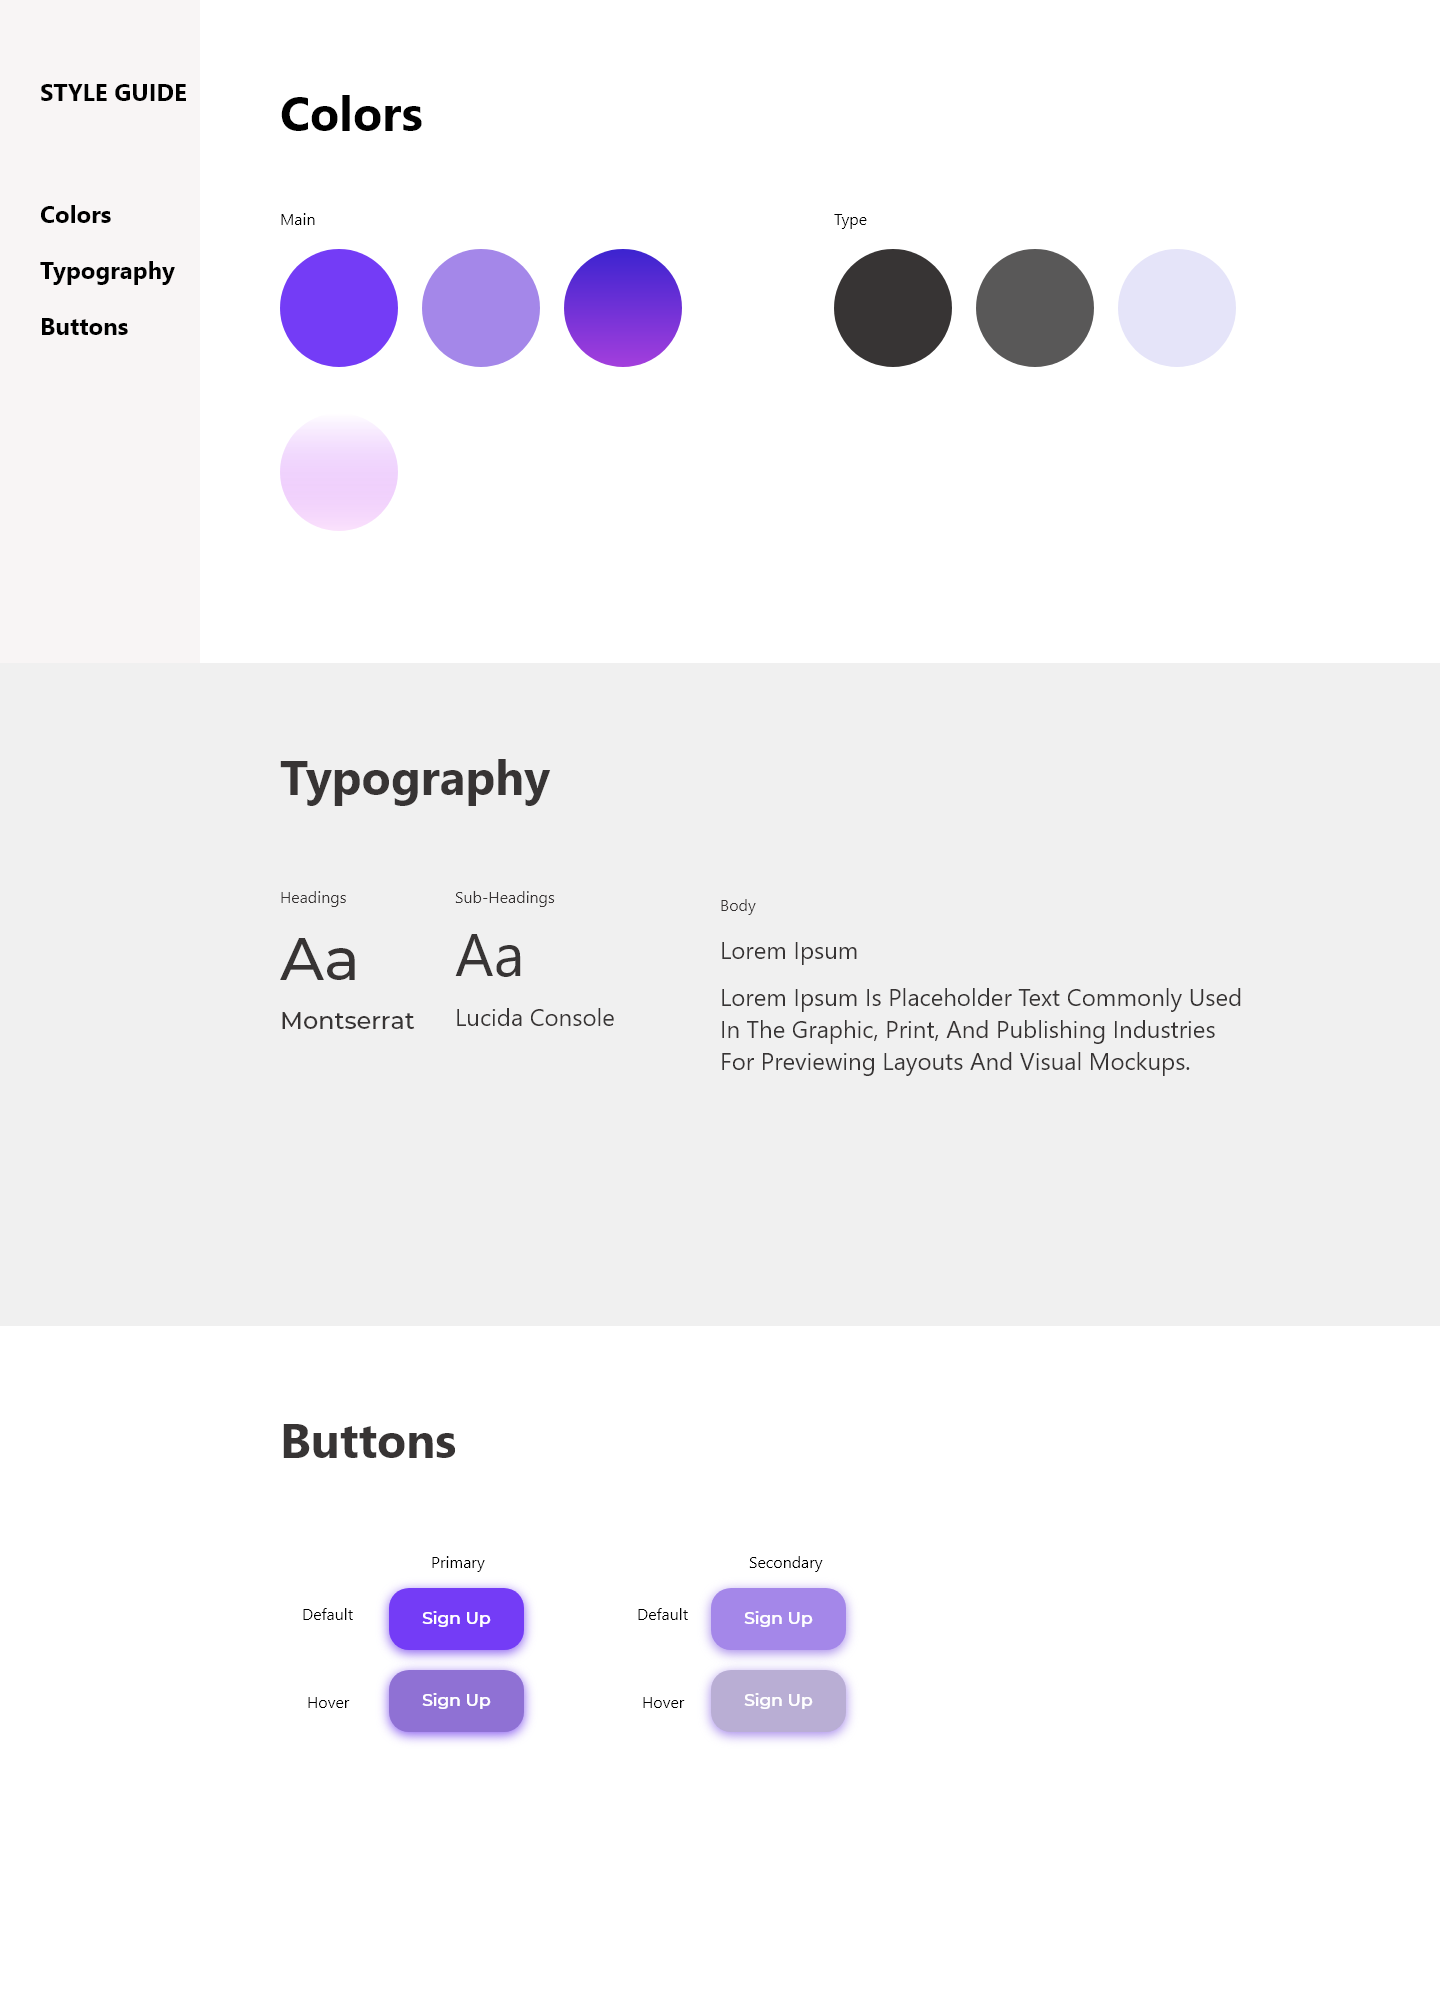 STYLE GUIDE
Colors
Typography
Buttons
Colors
Main
Type
Typography
Headings
Aa
Montserrat
Sub-Headings
Aa
Lucida Console
Body
Lorem Ipsum
Lorem Ipsum Is Placeholder Text Commonly Used
In The Graphic, Print, And Publishing Industries
For Previewing Layouts And Visual Mockups.
Buttons
Primary
Default
Sign Up
Hover
Sign Up
Secondary
Default
Sign Up
Hover
Sign Up